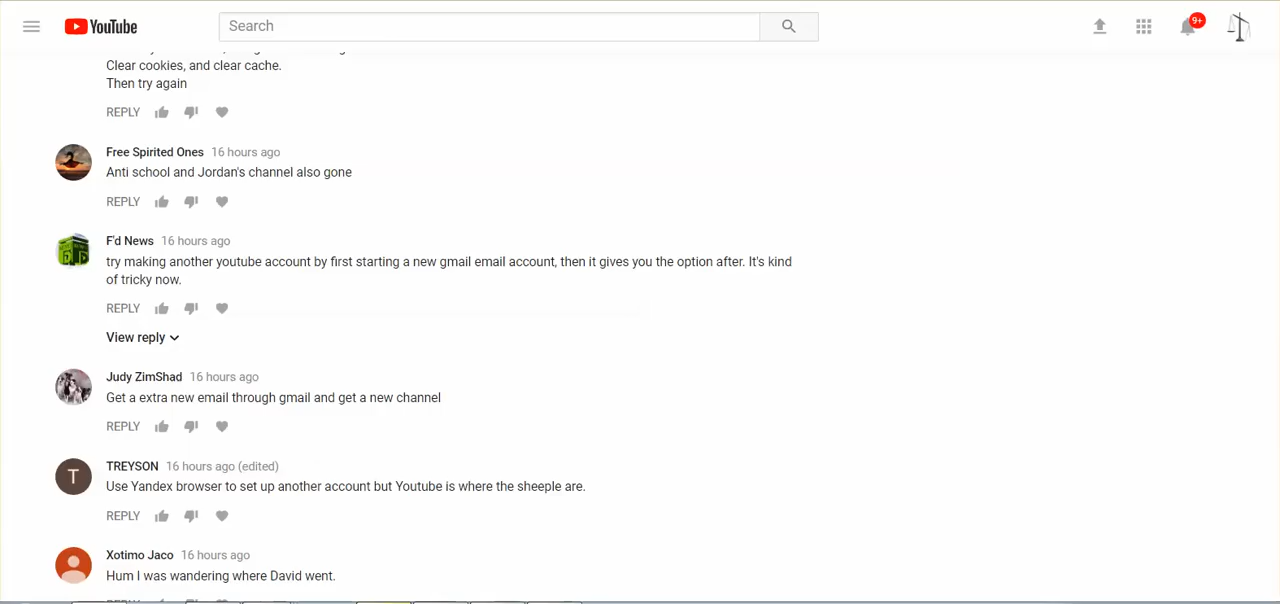 YouTube
Search
9+
Clear cookies, and clear cache.
Then try again
REPLY
Free Spirited Ones 16 hours ago
Anti school and Jordan's channel also gone
REPLY
F'd News 16 hours ago
try making another youtube account by first starting a new gmail email account, then it gives you the option after. It's kind
of tricky now.
REPLY
View reply
Judy ZimShad 16 hours ago
Get a extra new email through gmail and get a new channel
REPLY
T
TREYSON 16 hours ago (edited)
Use Yandex browser to set up another account but Youtube is where the sheeple are.
REPLY
Xotimo Jaco 16 hours ago
Hum I was wandering where David went.